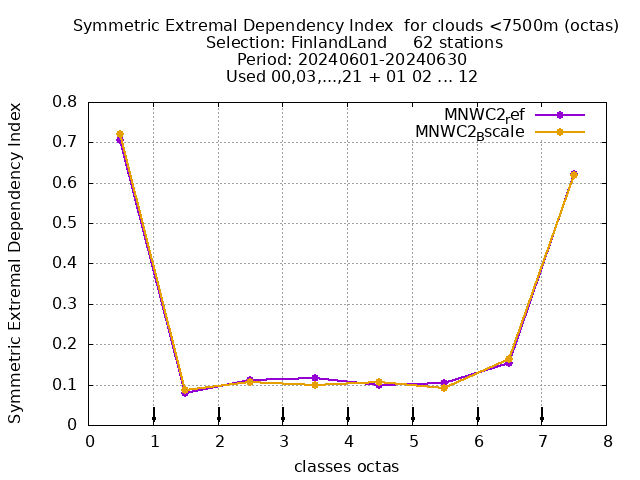 Symmetric Extremal Dependency Index  for clouds <7500m (octas)
Selection: FinlandLand     62 stations
Period: 20240601-20240630
Used 00,03,...,21 + 01 02 ... 12
MNWC2ref
MNWC2Bscale
Symmetric Extremal Dependency Index
0.8
0.7
0.6
0.5
0.4
0.3
0.2
0.1
0
0 1 2 3 4 5 6 7 8
classes octas